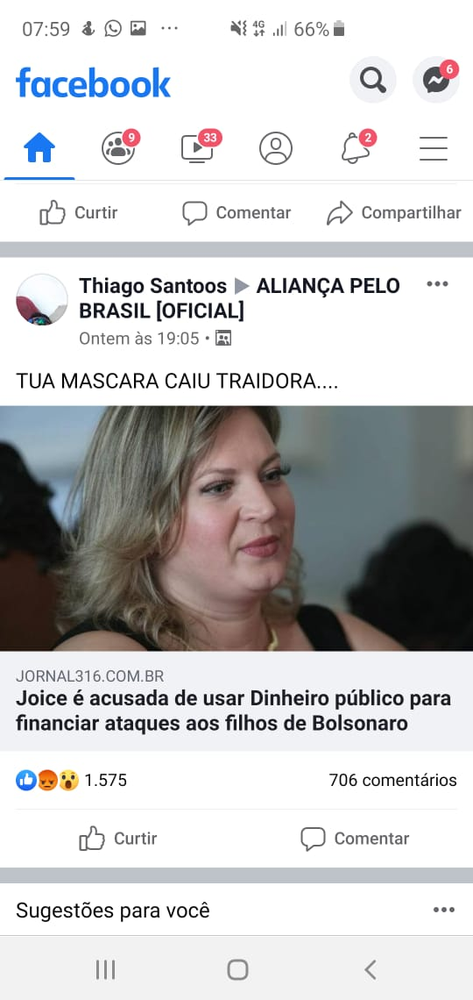 07:59 4G 66%
facebook 6
9 33 2
Curtir Comentar Compartilhar
Thiago Santoos ▶ ALIANÇA PELO
BRASIL [OFICIAL]
Ontem às 19:05 •
TUA MASCARA CAIU TRAIDORA....
JORNAL316.COM.BR
Joice é acusada de usar Dinheiro público para
financiar ataques aos filhos de Bolsonaro
1.575 706 comentários
Curtir Comentar
Sugestões para você